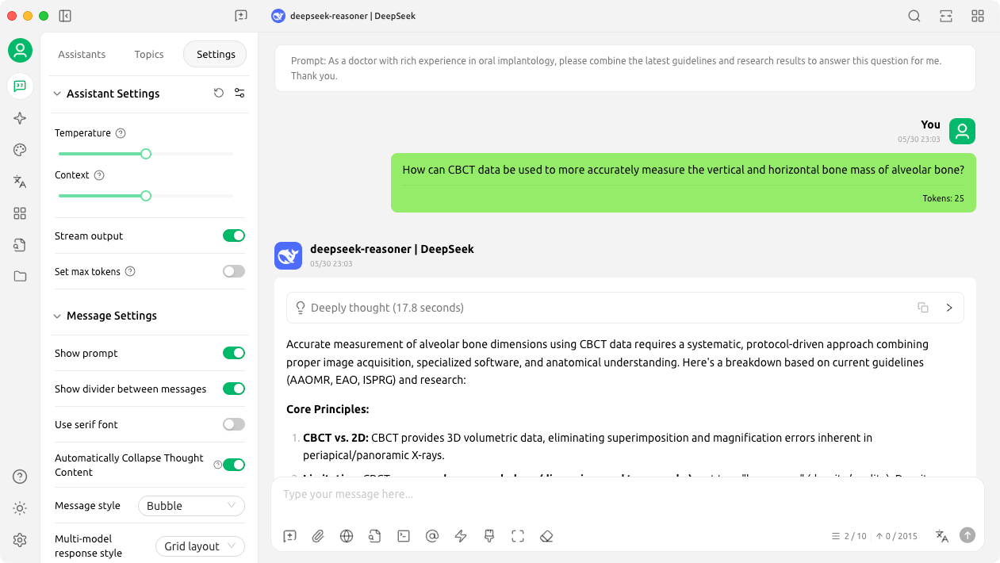 deepseek-reasoner | DeepSeek
Assistants
Topics
Settings
Assistant Settings
Temperature
Context
Stream output
Set max tokens
Message Settings
Show prompt
Show divider between messages
Use serif font
Automatically Collapse Thought
Content
Message style
Bubble
Multi-model
response style
Grid layout
Prompt: As a doctor with rich experience in oral implantology, please combine the latest guidelines and research results to answer this question for me.
Thank you.
You
05/30 23:03
How can CBCT data be used to more accurately measure the vertical and horizontal bone mass of alveolar bone?
Tokens: 25
deepseek-reasoner | DeepSeek
05/30 23:03
Deeply thought (17.8 seconds)
Accurate measurement of alveolar bone dimensions using CBCT data requires a systematic, protocol-driven approach combining
proper image acquisition, specialized software, and anatomical understanding. Here's a breakdown based on current guidelines
(AAOMR, EAO, ISPRG) and research:
Core Principles:
1. CBCT vs. 2D: CBCT provides 3D volumetric data, eliminating superimposition and magnification errors inherent in
periapical/panoramic X-rays.
Type your message here...
2 / 10
0 / 2015